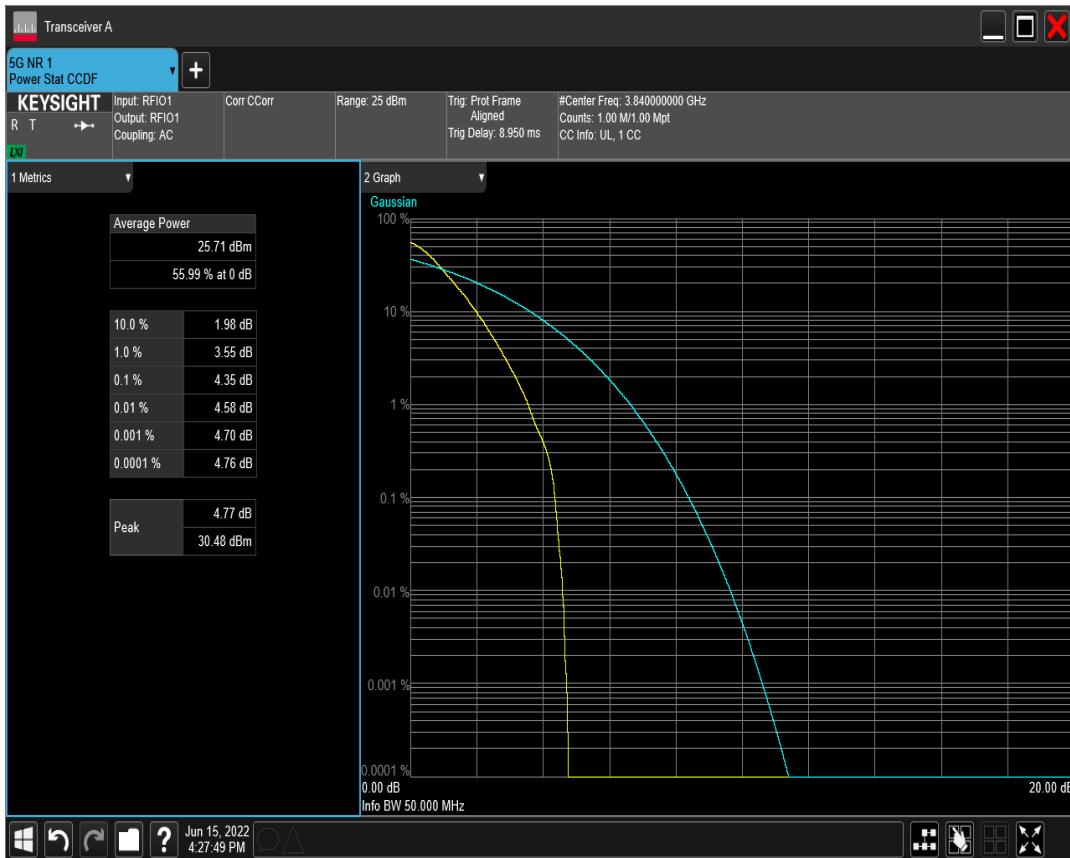 Transceiver A
5G NR 1
Power Stat CCDF
+
KEYSIGHT
R T
LXI
Input: RFIO1
Output: RFIO1
Coupling: AC
Corr CCorr
Range: 25 dBm
Trig: Prot Frame
Aligned
Trig Delay: 8.950 ms
#Center Freq: 3.840000000 GHz
Counts: 1.00 M/1.00 Mpt
CC Info: UL, 1 CC
1 Metrics
Average Power
25.71 dBm
55.99 % at 0 dB
10.0 % 1.98 dB
1.0 % 3.55 dB
0.1 % 4.35 dB
0.01 % 4.58 dB
0.001 % 4.70 dB
0.0001 % 4.76 dB
Peak
4.77 dB
30.48 dBm
2 Graph
Gaussian
100 %
10 %
1 %
0.1 %
0.01 %
0.001 %
0.0001 %
0.00 dB 20.00 dB
Info BW 50.000 MHz
?
Jun 15, 2022
4:27:49 PM